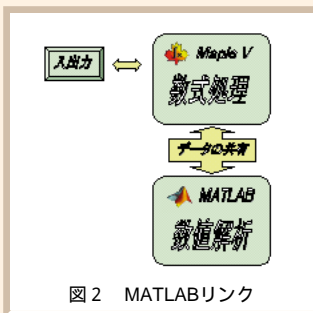 入出力
Maple V
数式処理
データの共有
MATLAB
数値解析
図2 MATLABリンク